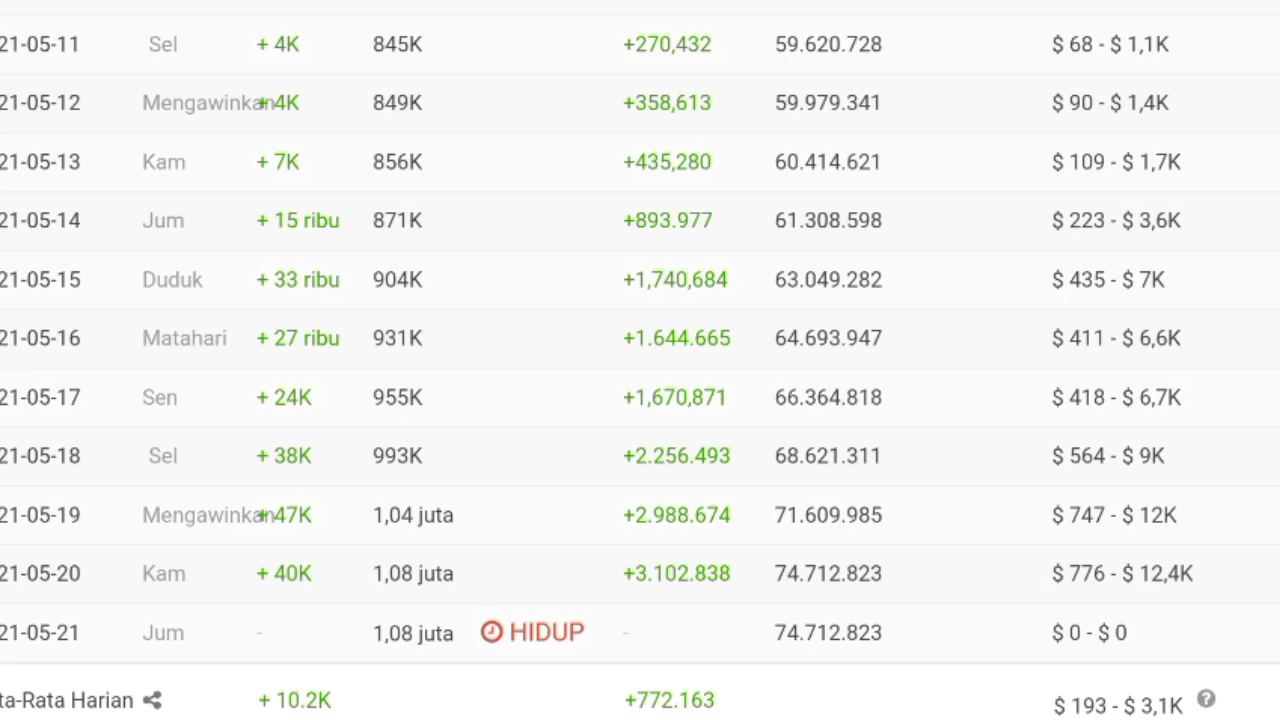 21-05-11 Sel + 4K 845K +270,432 59.620.728 $ 68 - $ 1,1K
21-05-12 Mengawinkan + 4K 849K +358,613 59.979.341 $ 90 - $ 1,4K
21-05-13 Kam + 7K 856K +435,280 60.414.621 $ 109 - $ 1,7K
21-05-14 Jum + 15 ribu 871K +893.977 61.308.598 $ 223 - $ 3,6K
21-05-15 Duduk + 33 ribu 904K +1,740,684 63.049.282 $ 435 - $ 7K
21-05-16 Matahari + 27 ribu 931K +1.644.665 64.693.947 $ 411 - $ 6,6K
21-05-17 Sen + 24K 955K +1,670,871 66.364.818 $ 418 - $ 6,7K
21-05-18 Sel + 38K 993K +2.256.493 68.621.311 $ 564 - $ 9K
21-05-19 Mengawinkan + 47K 1,04 juta +2.988.674 71.609.985 $ 747 - $ 12K
21-05-20 Kam + 40K 1,08 juta +3.102.838 74.712.823 $ 776 - $ 12,4K
21-05-21 Jum - 1,08 juta HIDUP - 74.712.823 $ 0 - $ 0
ta-Rata Harian + 10.2K +772.163 $ 193 - $ 3,1K ?